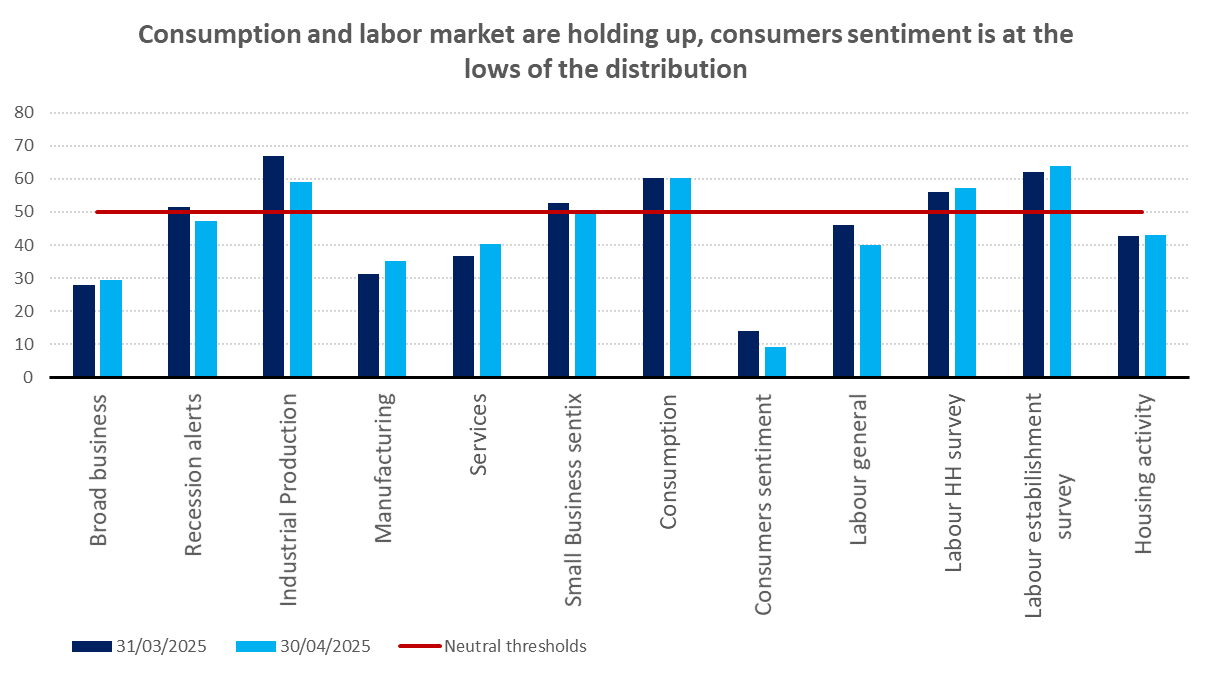 Consumption and labor market are holding up, consumers sentiment is at the
lows of the distribution
80
70
60
50
40
30
20
10
0
Broad business
Recession alerts
Industrial Production
Manufacturing
Services
Small Business sentix
Consumption
Consumers sentiment
Labour general
Labour HH survey
Labour estabilishment
survey
Housing activity
31/03/2025
30/04/2025
Neutral thresholds